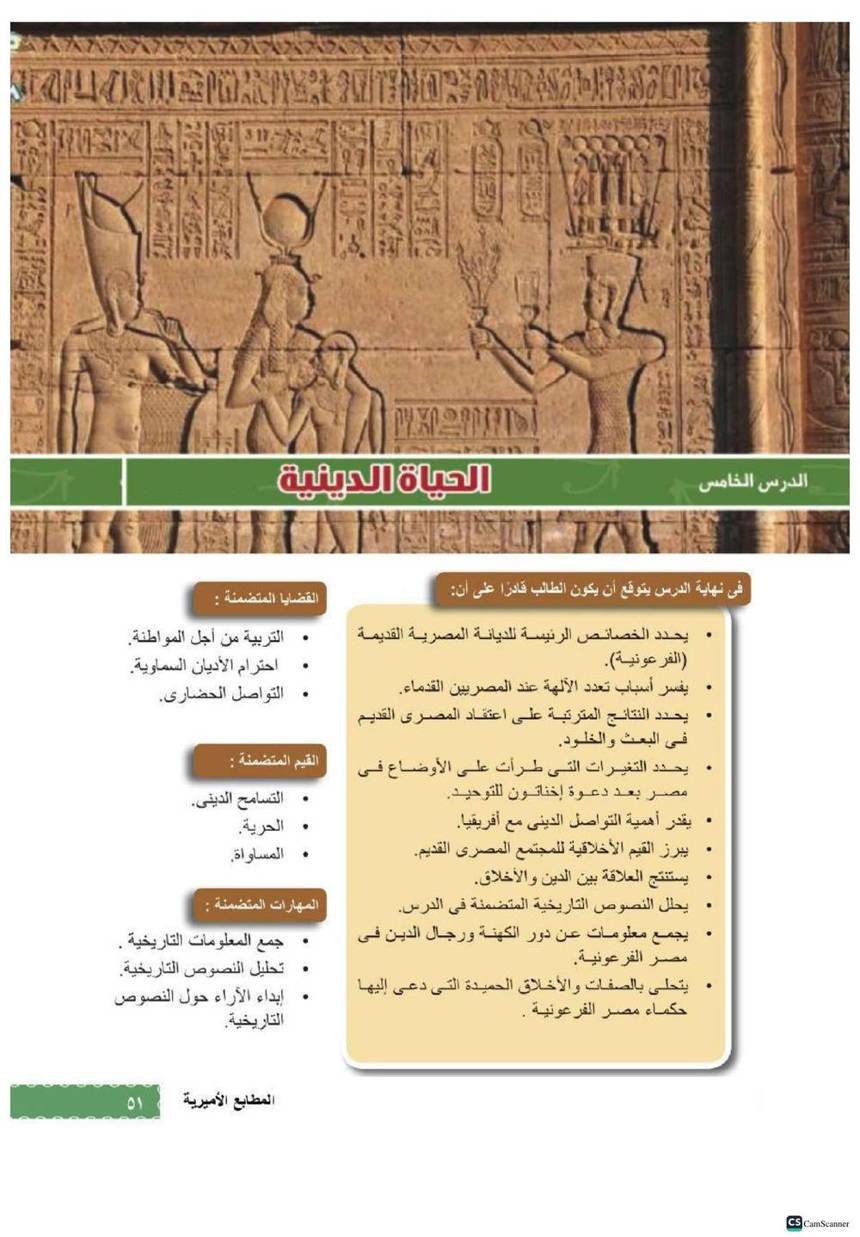 الدرس الخامس
الحياة الدينية
فى نهاية الدرس يتوقع أن يكون الطالب قادرًا على أن:
• يحدد الخصائص الرئيسة للديانة المصرية القديمة
(الفرعونية).
• يفسر أسباب تعدد الآلهة عند المصريين القدماء.
• يحدد النتائج المترتبة على اعتقاد المصرى القديم
فى البعث والخلود.
• يحدد التغيرات التى طرأت على الأوضاع فى
مصر بعد دعوة إخناتون للتوحيد.
• يقدر أهمية التواصل الدينى مع أفريقيا.
• يبرز القيم الأخلاقية للمجتمع المصرى القديم.
• يستنتج العلاقة بين الدين والأخلاق.
• يحلل النصوص التاريخية المتضمنة فى الدرس.
• يجمع معلومات عن دور الكهنة ورجال الدين فى
مصر الفرعونية.
• يتحلى بالصفات والأخلاق الحميدة التى دعى إليها
حكماء مصر الفرعونية .
القضايا المتضمنة :
• التربية من أجل المواطنة.
• احترام الأديان السماوية.
• التواصل الحضارى.
القيم المتضمنة :
• التسامح الدينى.
• الحرية.
• المساواة.
المهارات المتضمنة :
• جمع المعلومات التاريخية .
• تحليل النصوص التاريخية.
• إبداء الآراء حول النصوص
التاريخية.
المطابع الأميرية
٥١
CS CamScanner